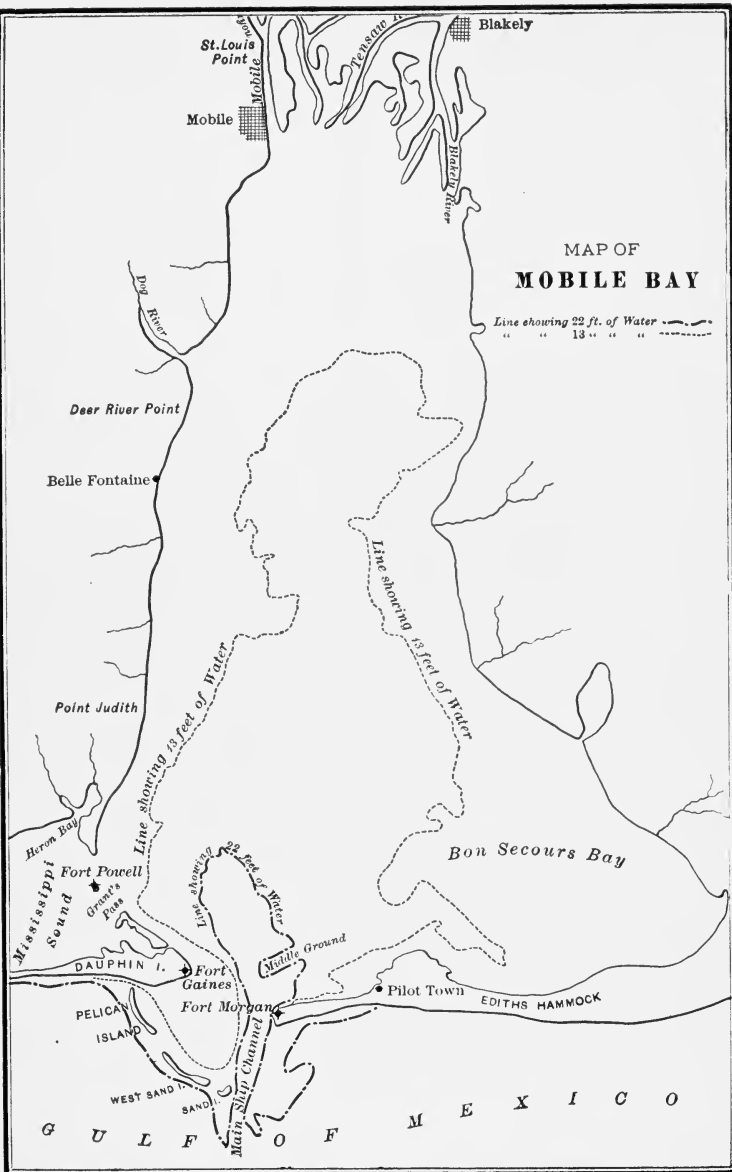 St.Louis
Point
Mobile
Tensaw
Blakely
Mobile
Blakely River
MAP OF
MOBILE BAY
Line showing 22 ft. of Water
" " 13 " " "
Dog River
Deer River Point
Belle Fontaine
Line showing 13 feet of Water
Line showing 13 feet of Water
Point Judith
Heron Bay
Line showing 22 feet of Water
Bon Secours Bay
Mississippi
Sound
Fort Powell
Grant's
Pass
Middle Ground
DAUPHIN I.
Fort
Gaines
Pilot Town
EDITHS HAMMOCK
Fort Morgan
PELICAN
ISLAND
Main Ship Channel
WEST SAND I.
SAND I.
GULF OF MEXICO